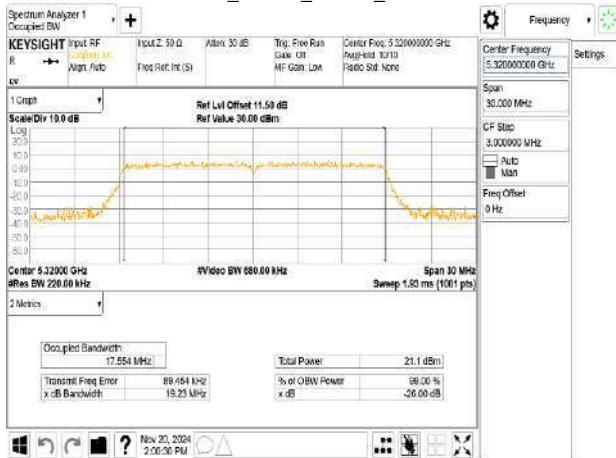 Spectrum Analyzer 1
Occupied BW
+
Frequency
KEYSIGHT
R
Input: RF
Align: Auto
Input Z: 50 Ω
Freq Ref: Int (S)
Atten: 30 dB
Trig: Free Run
Gate: Off
#IF Gain: Low
Center Freq: 5.320000000 GHz
Avg|Hold: 10/10
Radio Std: None
Center Frequency
5.320000000 GHz
Settings
Span
30.000 MHz
CF Step
3.000000 MHz
Auto
Man
Freq Offset
0 Hz
1 Graph
Scale/Div 10.0 dB
Ref Lvl Offset 11.50 dB
Ref Value 30.00 dBm
Log
20.0
10.0
0.00
-10.0
-20.0
-30.0
-40.0
-50.0
-60.0
Center 5.32000 GHz
#Res BW 220.00 kHz
#Video BW 680.00 kHz
Span 30 MHz
Sweep 1.93 ms (1001 pts)
2 Metrics
Occupied Bandwidth
17.554 MHz
Total Power 21.1 dBm
Transmit Freq Error 89.454 kHz
x dB Bandwidth 19.23 MHz
% of OBW Power 99.00 %
x dB -26.00 dB
?
Nov 20, 2024
2:00:30 PM